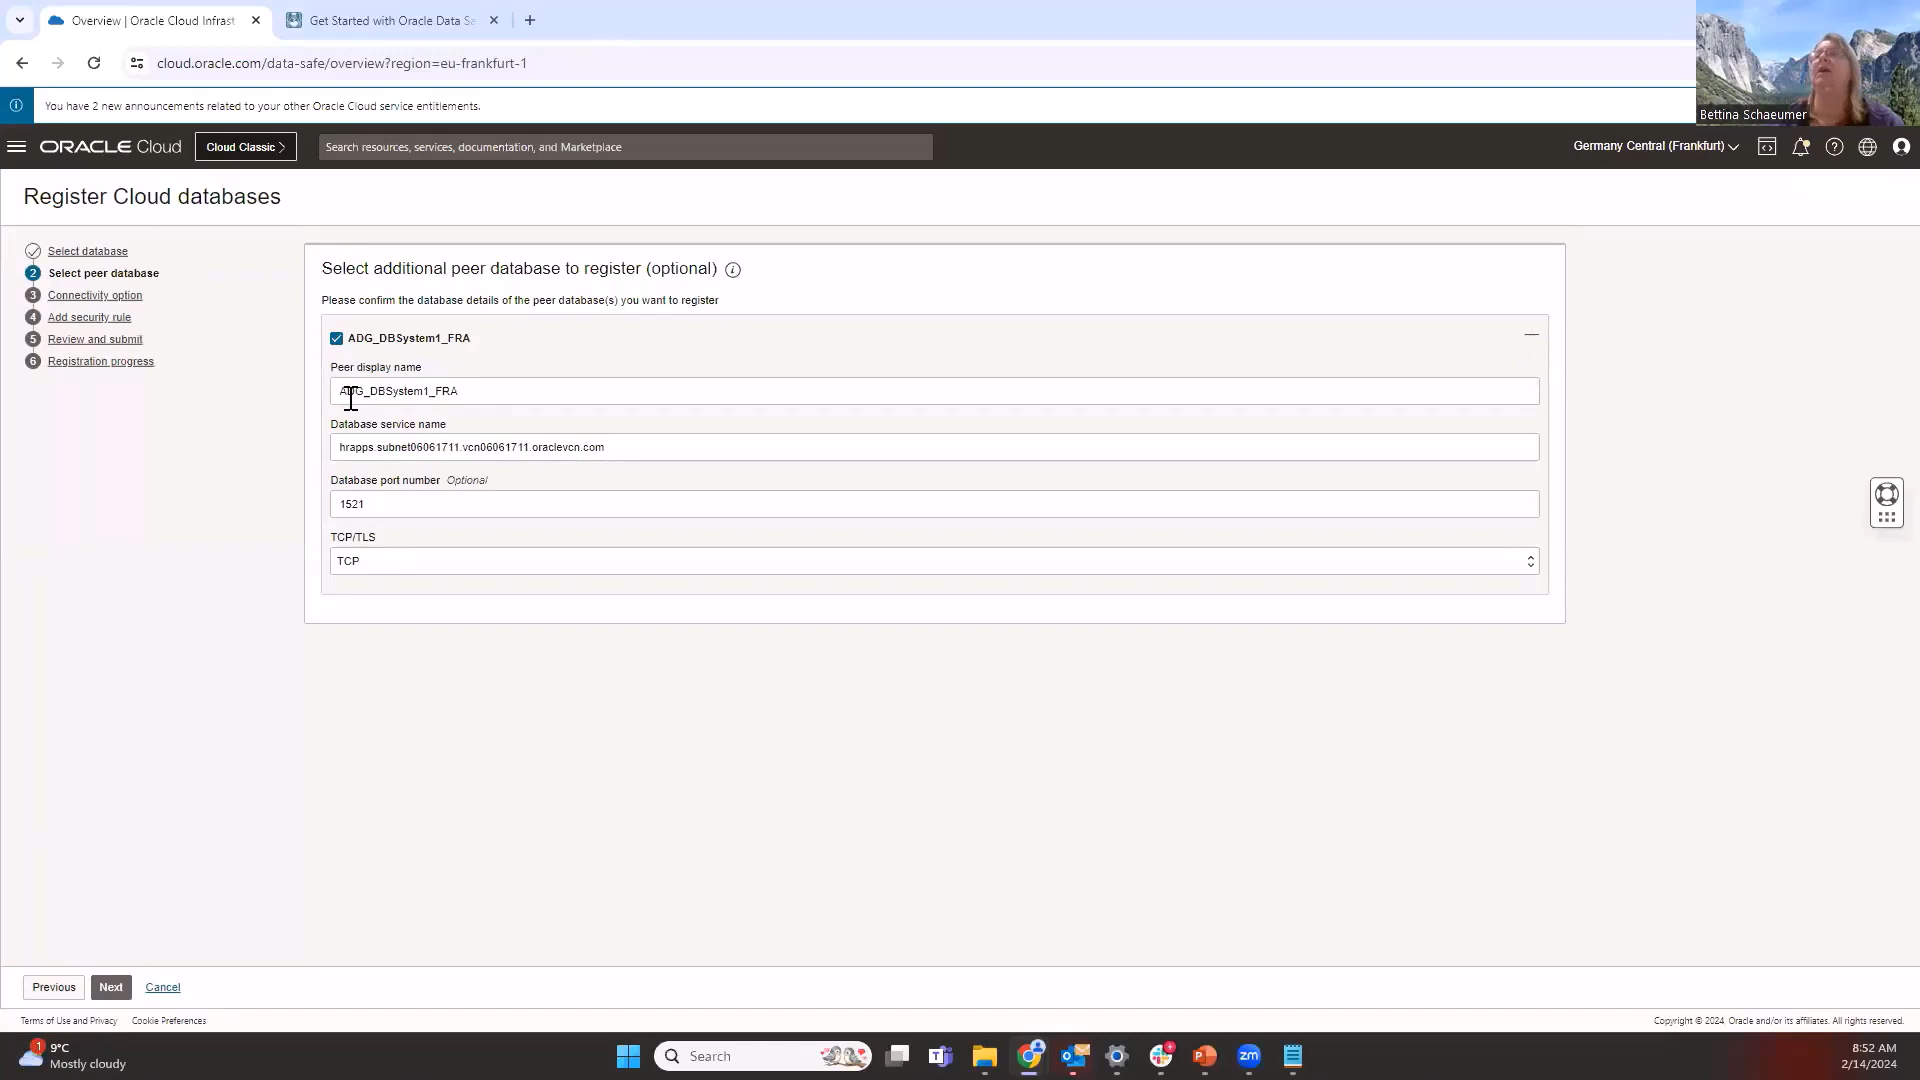 Overview | Oracle Cloud Infrast
Get Started with Oracle Data Sa
cloud.oracle.com/data-safe/overview?region=eu-frankfurt-1
You have 2 new announcements related to your other Oracle Cloud service entitlements.
Bettina Schaeumer
ORACLE Cloud
Cloud Classic
Search resources, services, documentation, and Marketplace
Germany Central (Frankfurt)
Register Cloud databases
Select database
2 Select peer database
3 Connectivity option
4 Add security rule
5 Review and submit
6 Registration progress
Select additional peer database to register (optional)
Please confirm the database details of the peer database(s) you want to register
ADG_DBSystem1_FRA
Peer display name
ADG_DBSystem1_FRA
Database service name
hrapps.subnet06061711.vcn06061711.oraclevcn.com
Database port number Optional
1521
TCP/TLS
TCP
Previous Next Cancel
Terms of Use and Privacy Cookie Preferences
Copyright © 2024, Oracle and/or its affiliates. All rights reserved.
1
9°C
Mostly cloudy
Search
zm
8:52 AM
2/14/2024